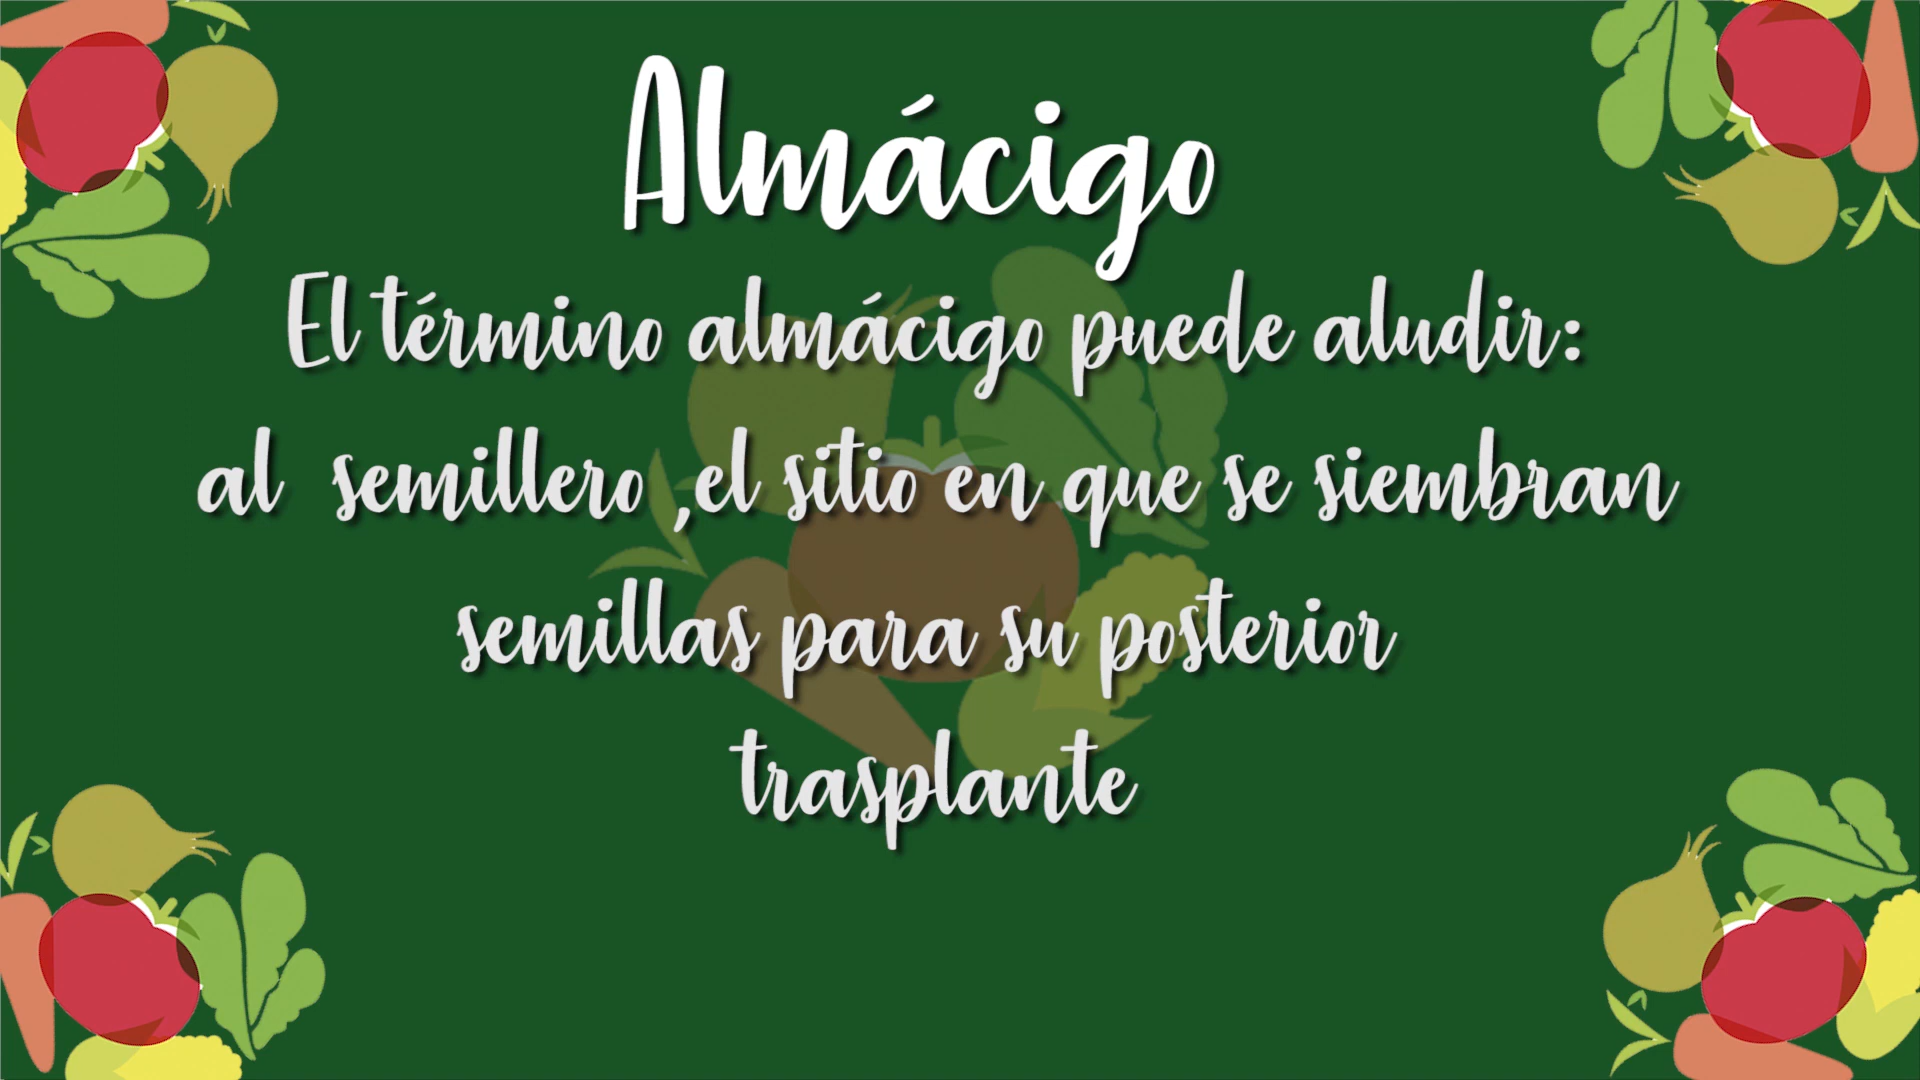 Almácigo
El término almácigo puede aludir:
al semillero ,el sitio en que se siembran
semillas para su posterior
trasplante